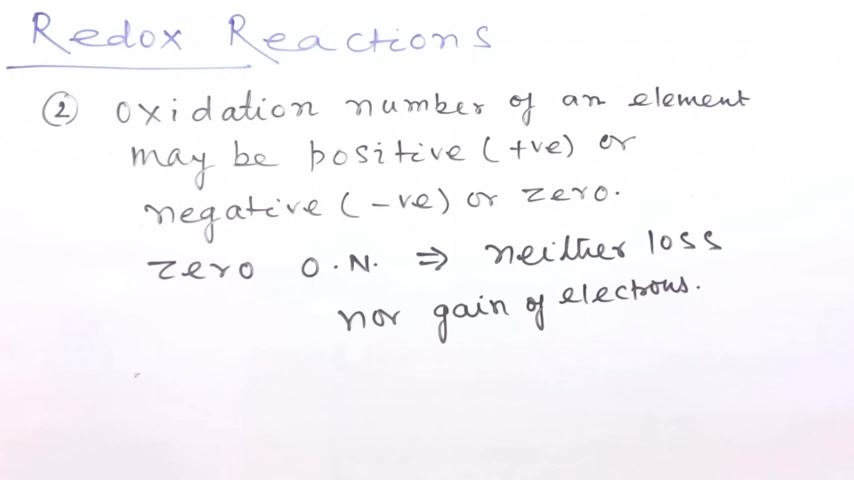 Redox Reactions
② oxidation number of an element
may be positive (+ve) or
negative (-ve) or zero.
zero O.N. ⇒ neither loss
nor gain of electrons.